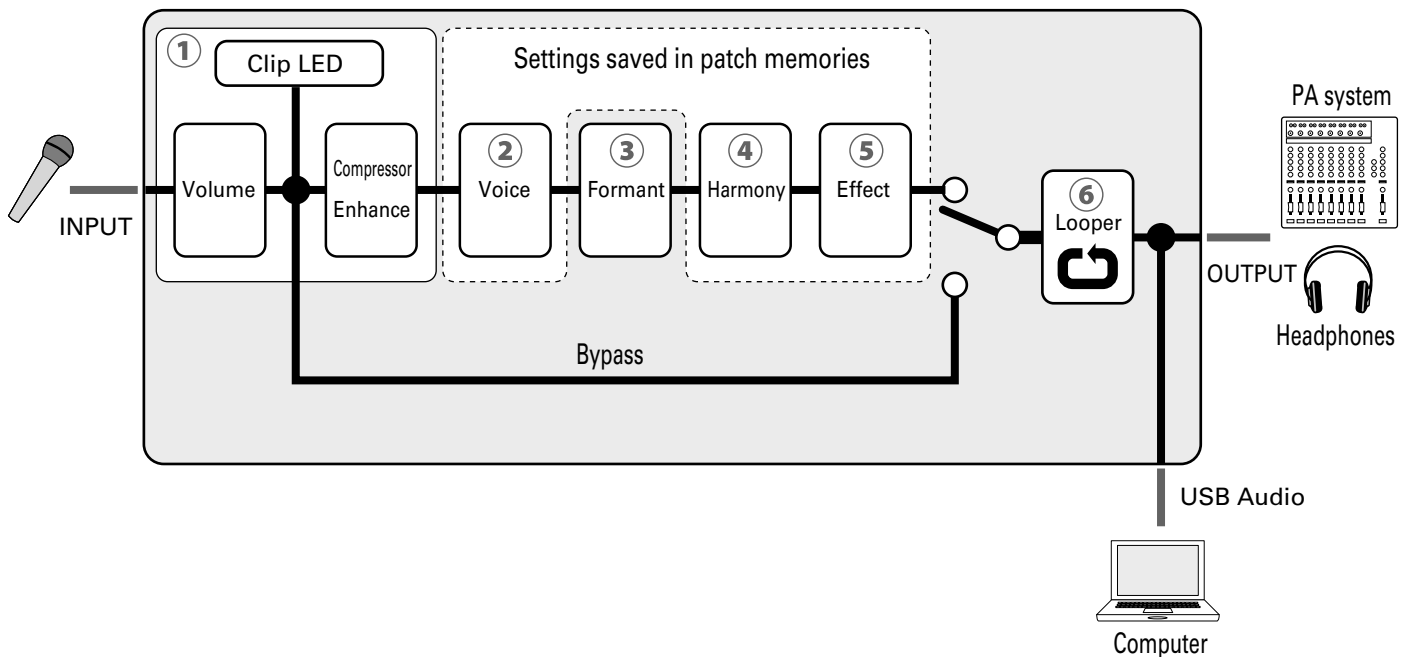 ①
Clip LED
Settings saved in patch memories
PA system
②
③
④
⑤
Volume
Compressor
Enhance
Voice
Formant
Harmony
Effect
⑥
Looper
INPUT
OUTPUT
Headphones
Bypass
USB Audio
Computer